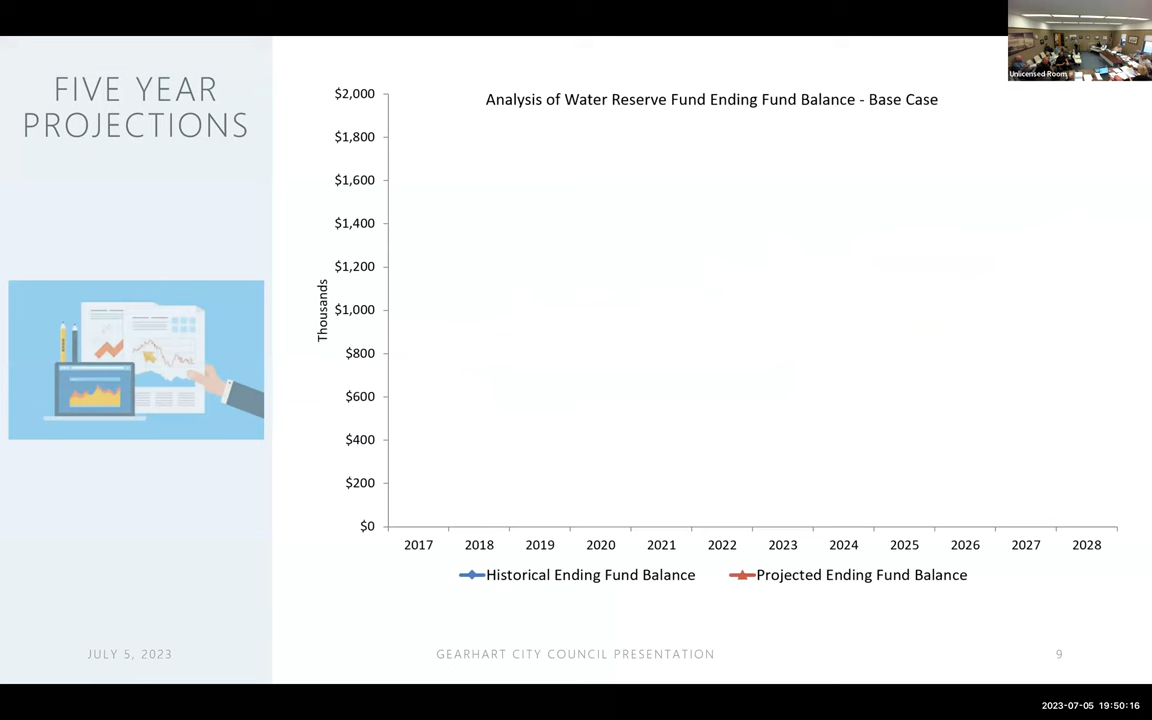 FIVE YEAR
PROJECTIONS
Analysis of Water Reserve Fund Ending Fund Balance - Base Case
Thousands
$2,000
$1,800
$1,600
$1,400
$1,200
$1,000
$800
$600
$400
$200
$0
2017 2018 2019 2020 2021 2022 2023 2024 2025 2026 2027 2028
Historical Ending Fund Balance Projected Ending Fund Balance
JULY 5, 2023 GEARHART CITY COUNCIL PRESENTATION 9
Unlicensed Room
2023-07-05 19:50:16